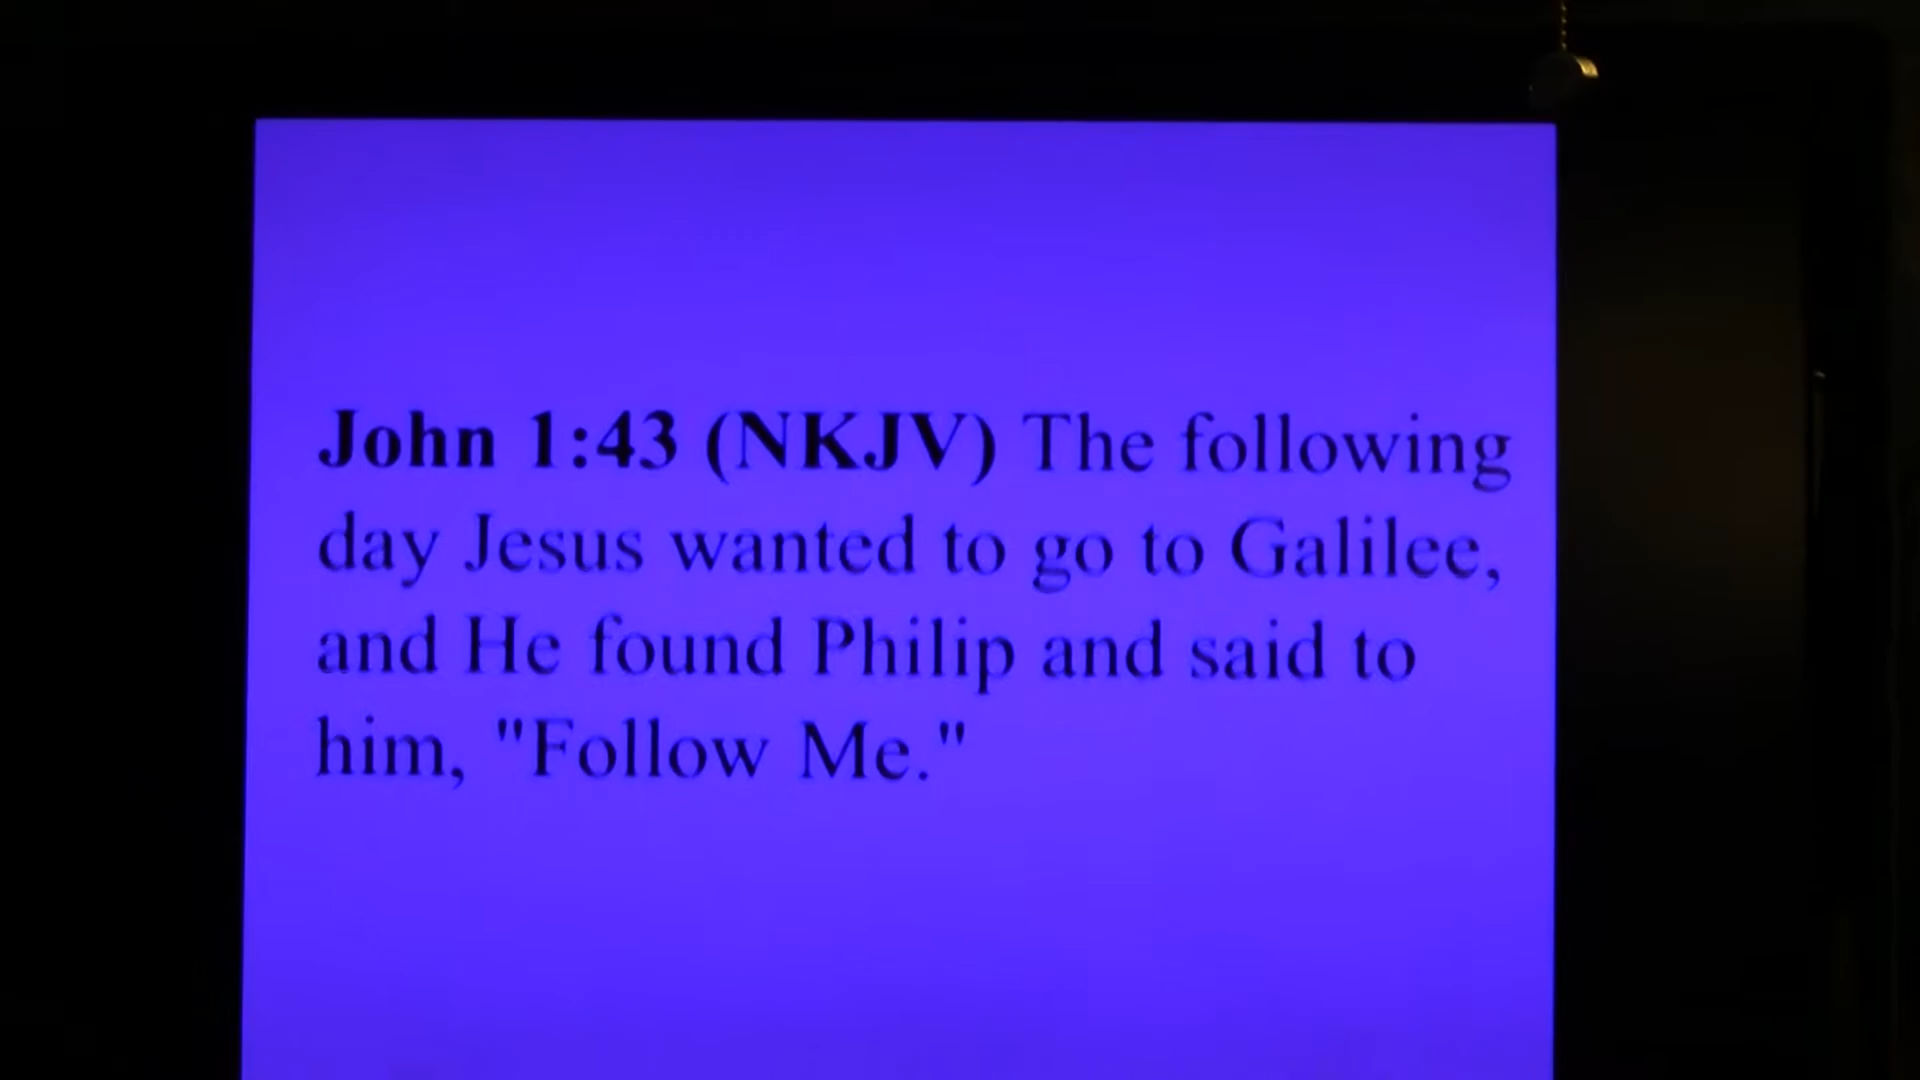 John 1:43 (NKJV) The following
day Jesus wanted to go to Galilee,
and He found Philip and said to
him, "Follow Me."